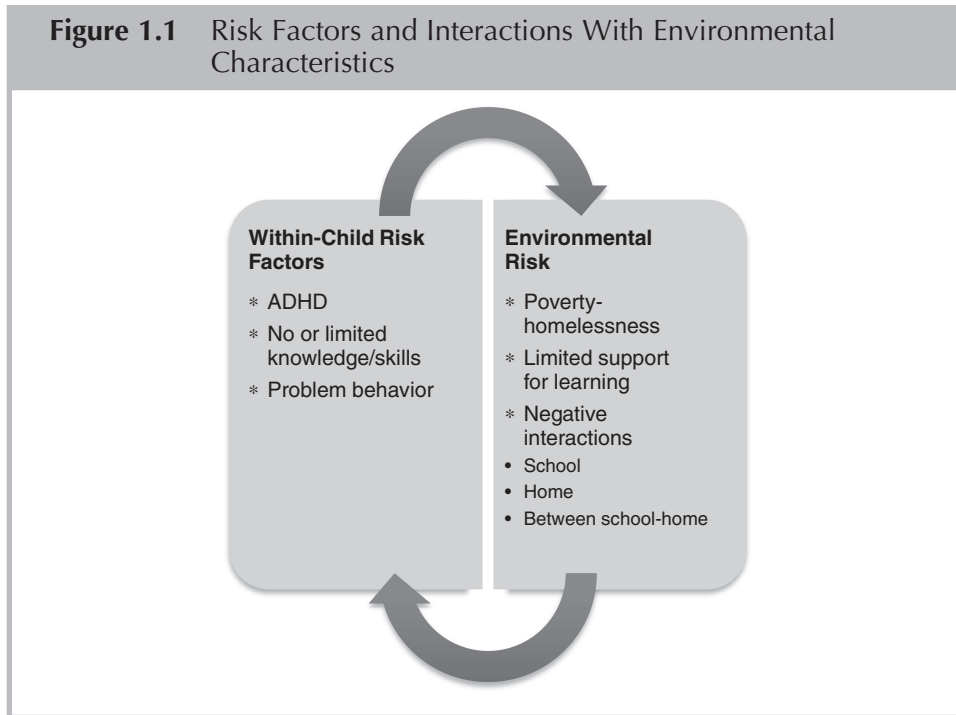 Figure 1.1 Risk Factors and Interactions With Environmental
Characteristics
Within-Child Risk
Factors
* ADHD
* No or limited
knowledge/skills
* Problem behavior
Environmental
Risk
* Poverty-
homelessness
* Limited support
for learning
* Negative
interactions
• School
• Home
• Between school-home